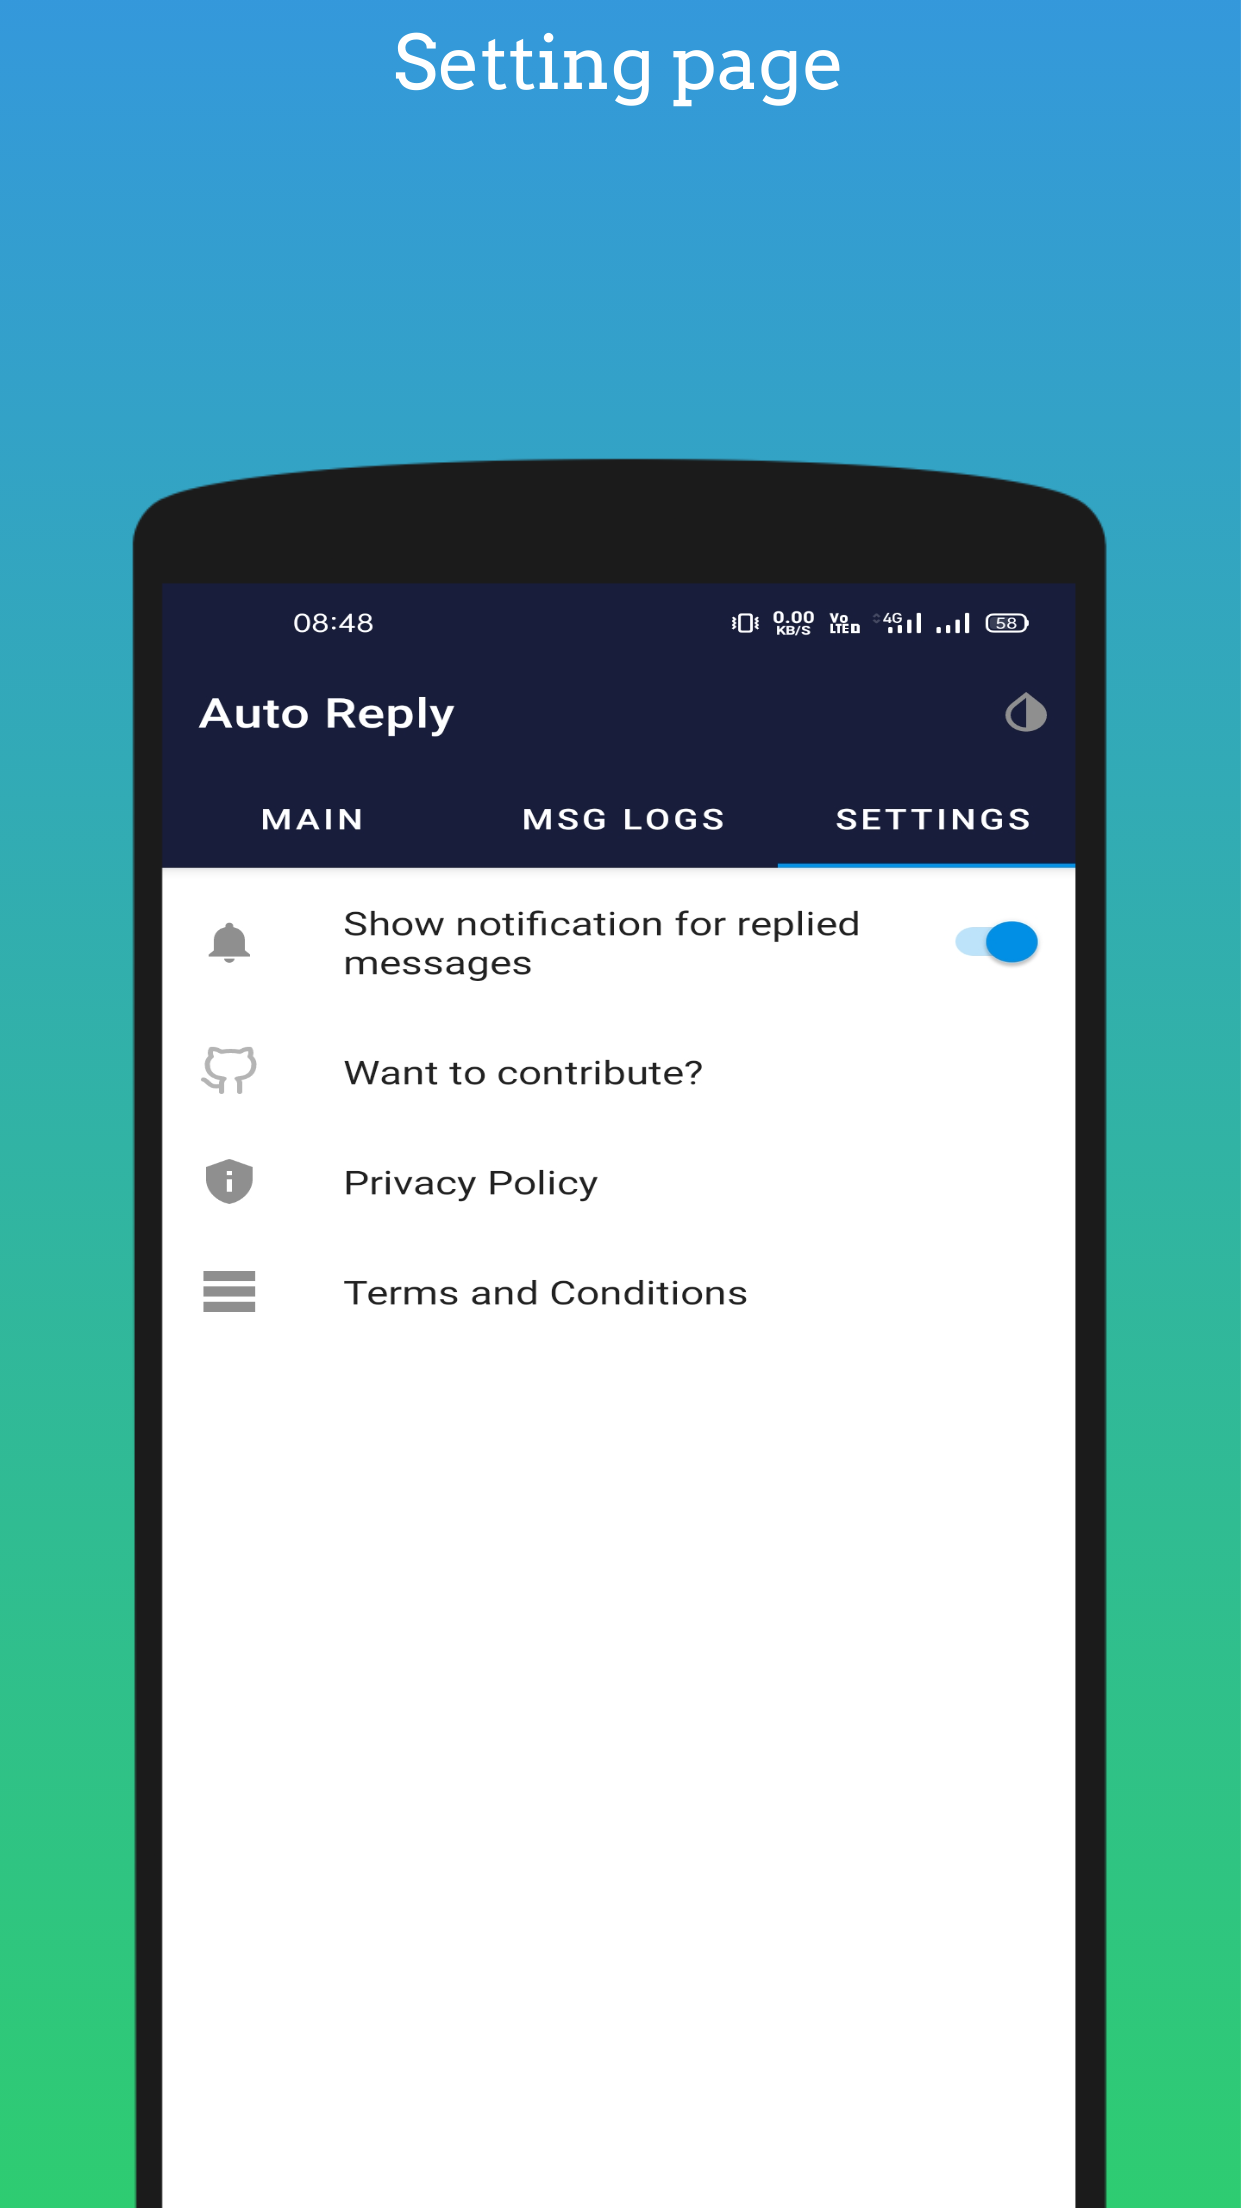 Setting page
08:48
0.00
KB/S
Vo
LTE
4G
58
Auto Reply
MAIN
MSG LOGS
SETTINGS
Show notification for replied
messages
Want to contribute?
Privacy Policy
Terms and Conditions